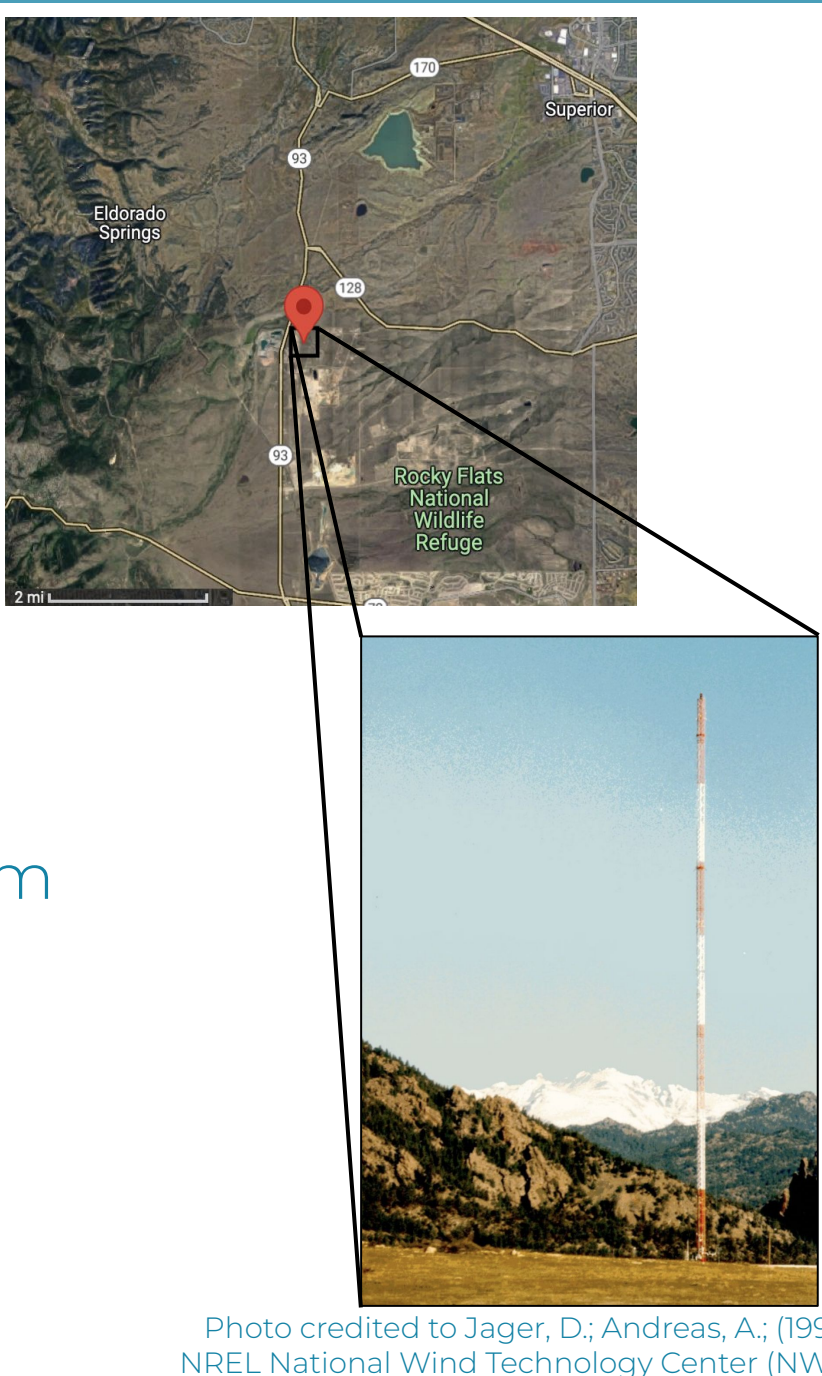 170
Superior
93
Eldorado
Springs
128
93
Rocky Flats
National
Wildlife
Refuge
2 mi
m
Photo credited to Jager, D.; Andreas, A.; (199
NREL National Wind Technology Center (NW